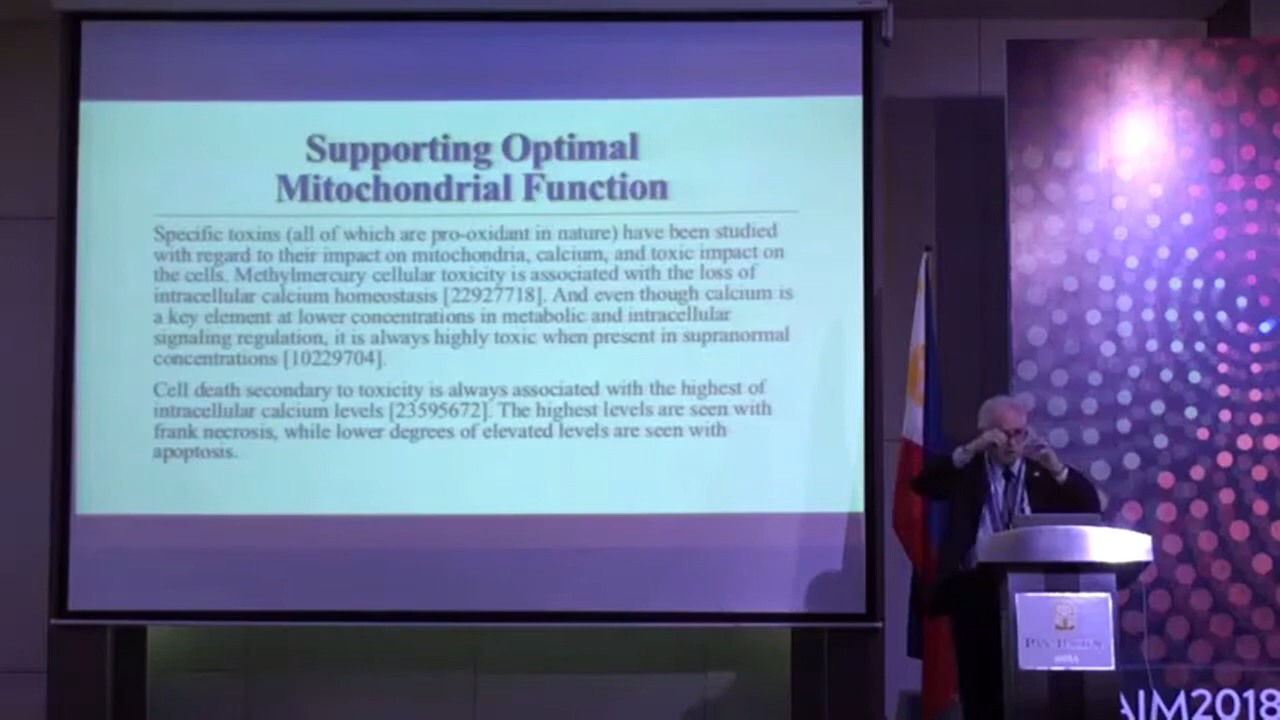 Supporting Optimal
Mitochondrial Function
Specific toxins (all of which are pro-oxidant in nature) have been studied
with regard to their impact on mitochondria, calcium, and toxic impact on
the cells. Methylmercury cellular toxicity is associated with the loss of
intracellular calcium homeostasis [22927718]. And even though calcium is
a key element at lower concentrations in metabolic and intracellular
signaling regulation, it is always highly toxic when present in supranormal
concentrations [10229704].
Cell death secondary to toxicity is always associated with the highest of
intracellular calcium levels [23595672]. The highest levels are seen with
frank necrosis, while lower degrees of elevated levels are seen with
apoptosis.
AIM2018